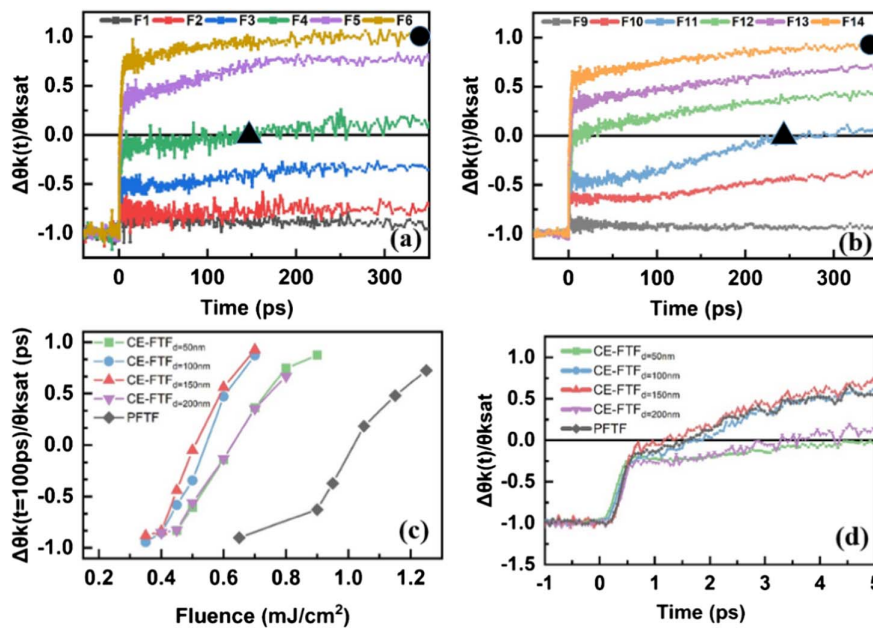 F1 F2 F3 F4 F5 F6
Δθk(t)/θksat
1.0
0.5
0.0
-0.5
-1.0
0 100 200 300
Time (ps)
(a)
F9 F10 F11 F12 F13 F14
Δθk(t)/θksat
1.0
0.5
0.0
-0.5
-1.0
0 100 200 300
Time (ps)
(b)
Δθk(t=100ps)/θksat (ps)
1.0
0.5
0.0
-0.5
-1.0
CE-FTFd=50nm
CE-FTFd=100nm
CE-FTFd=150nm
CE-FTFd=200nm
PFTF
(c)
0.2 0.4 0.6 0.8 1.0 1.2
Fluence (mJ/cm²)
Δθk(t)/θksat
1.0
0.5
0.0
-0.5
-1.0
-1.5
CE-FTFd=50nm
CE-FTFd=100nm
CE-FTFd=150nm
CE-FTFd=200nm
PFTF
(d)
-1 0 1 2 3 4 5
Time (ps)